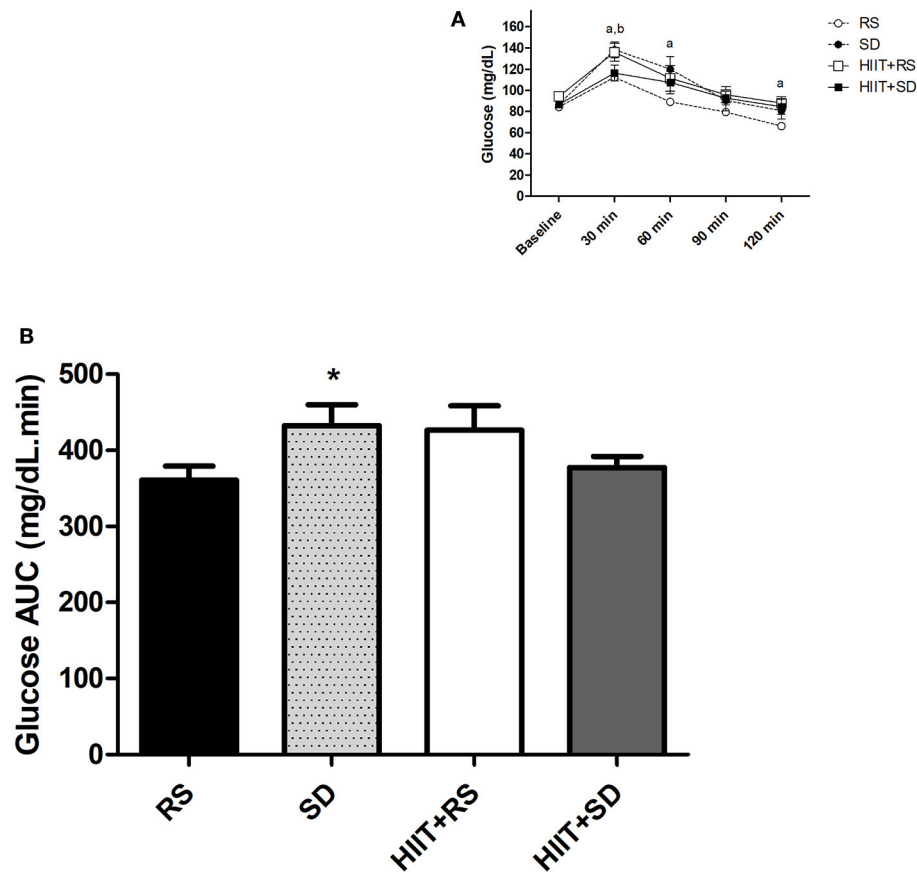 A
Glucose (mg/dL)
160
140
120
100
80
60
40
20
0
a,b
a
a
Baseline
30 min
60 min
90 min
120 min
RS
SD
HIIT+RS
HIIT+SD
B
Glucose AUC (mg/dL.min)
500
400
300
200
100
0
*
RS
SD
HIIT+RS
HIIT+SD